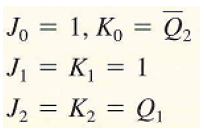 J₀ = 1, K₀ = Q̅₂
J₁ = K₁ = 1
J₂ = K₂ = Q₁